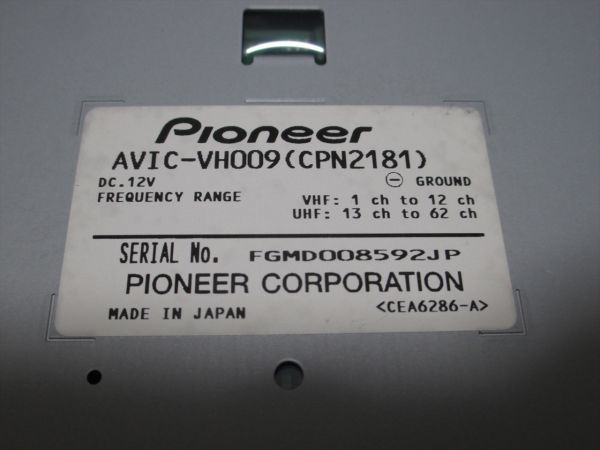 Pioneer
AVIC-VH009(CPN2181)
DC.12V ⊖ GROUND
FREQUENCY RANGE VHF: 1 ch to 12 ch
UHF: 13 ch to 62 ch
SERIAL No. FGMD008592JP
PIONEER CORPORATION
MADE IN JAPAN <CEA6286-A>